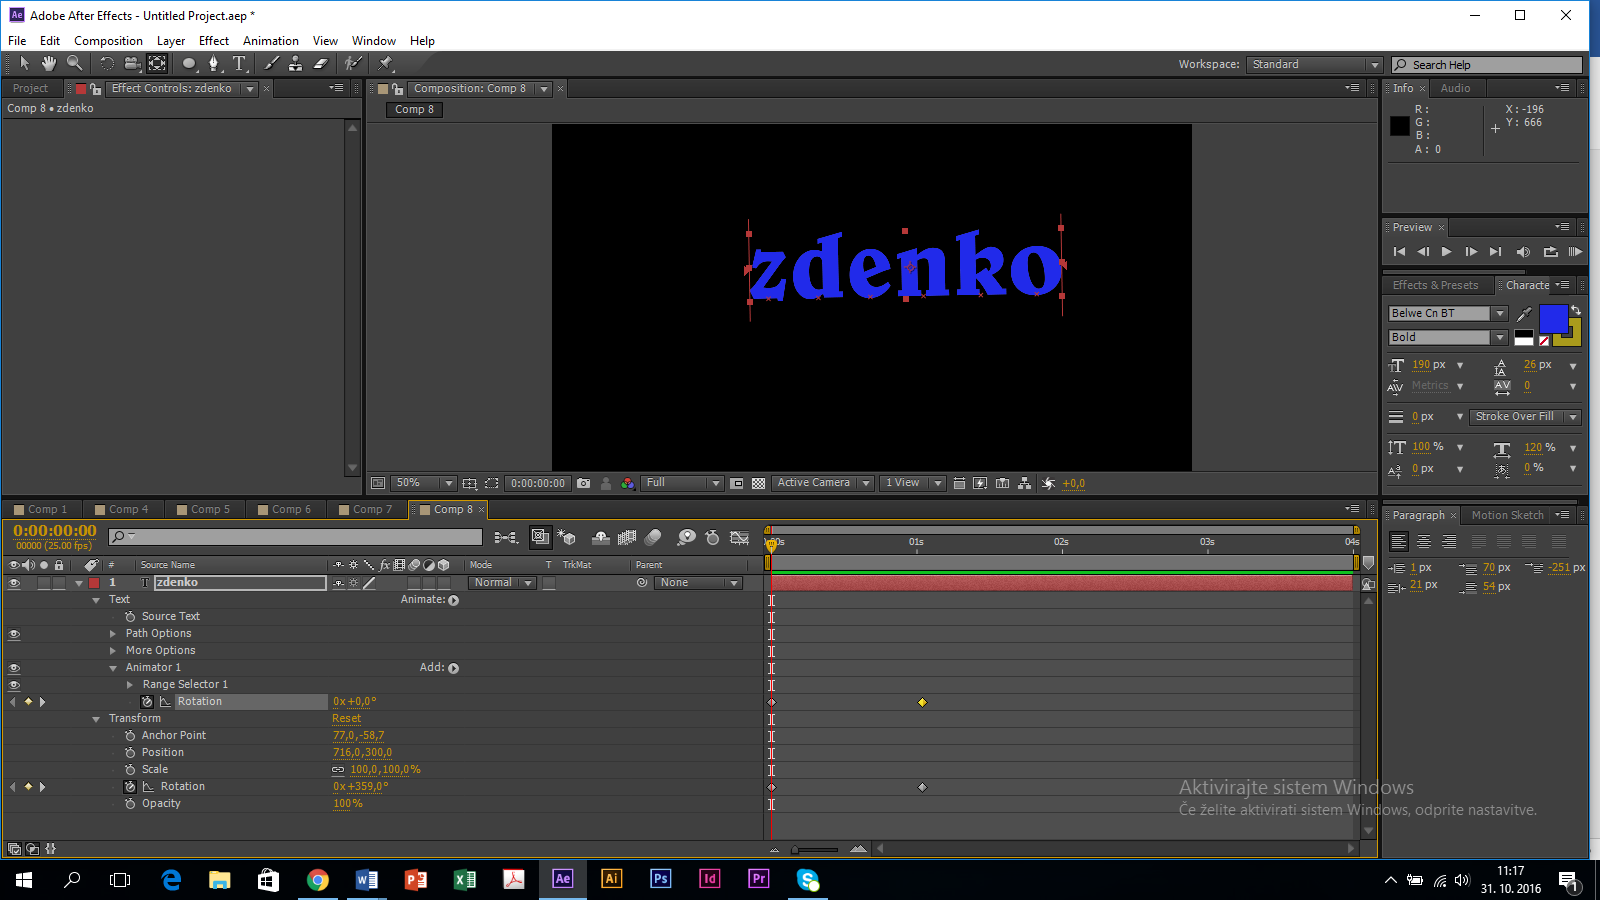 Adobe After Effects - Untitled Project.aep *
File Edit Composition Layer Effect Animation View Window Help
Workspace: Standard Search Help
Project Effect Controls: zdenko Composition: Comp 8 Info Audio
Comp 8 • zdenko
Comp 8
R : X : -196
G : Y : 666
B :
A : 0
zdenko
Preview
Effects & Presets Characte
Belwe Cn BT
Bold
190 px 26 px
Metrics 0
0 px Stroke Over Fill
100 % 120 %
0 px 0 %
50% 0:00:00:00 Full Active Camera 1 View +0,0
Comp 1 Comp 4 Comp 5 Comp 6 Comp 7 Comp 8
Paragraph Motion Sketch
0:00:00:00
00000 (25.00 fps)
01s 02s 03s 04s
# Source Name Mode T TrkMat Parent
1 T zdenko Normal None
Text Animate:
Source Text
Path Options
More Options
Animator 1 Add:
Range Selector 1
Rotation 0x+0,0°
Transform Reset
Anchor Point 77,0,-58,7
Position 716,0,300,0
Scale 100,0,100,0%
Rotation 0x+359,0°
Opacity 100%
1 px 70 px -251 px
21 px 54 px
Aktivirajte sistem Windows
Če želite aktivirati sistem Windows, odprite nastavitve.
Ae Ai Ps Id Pr
11:17
31. 10. 2016
1